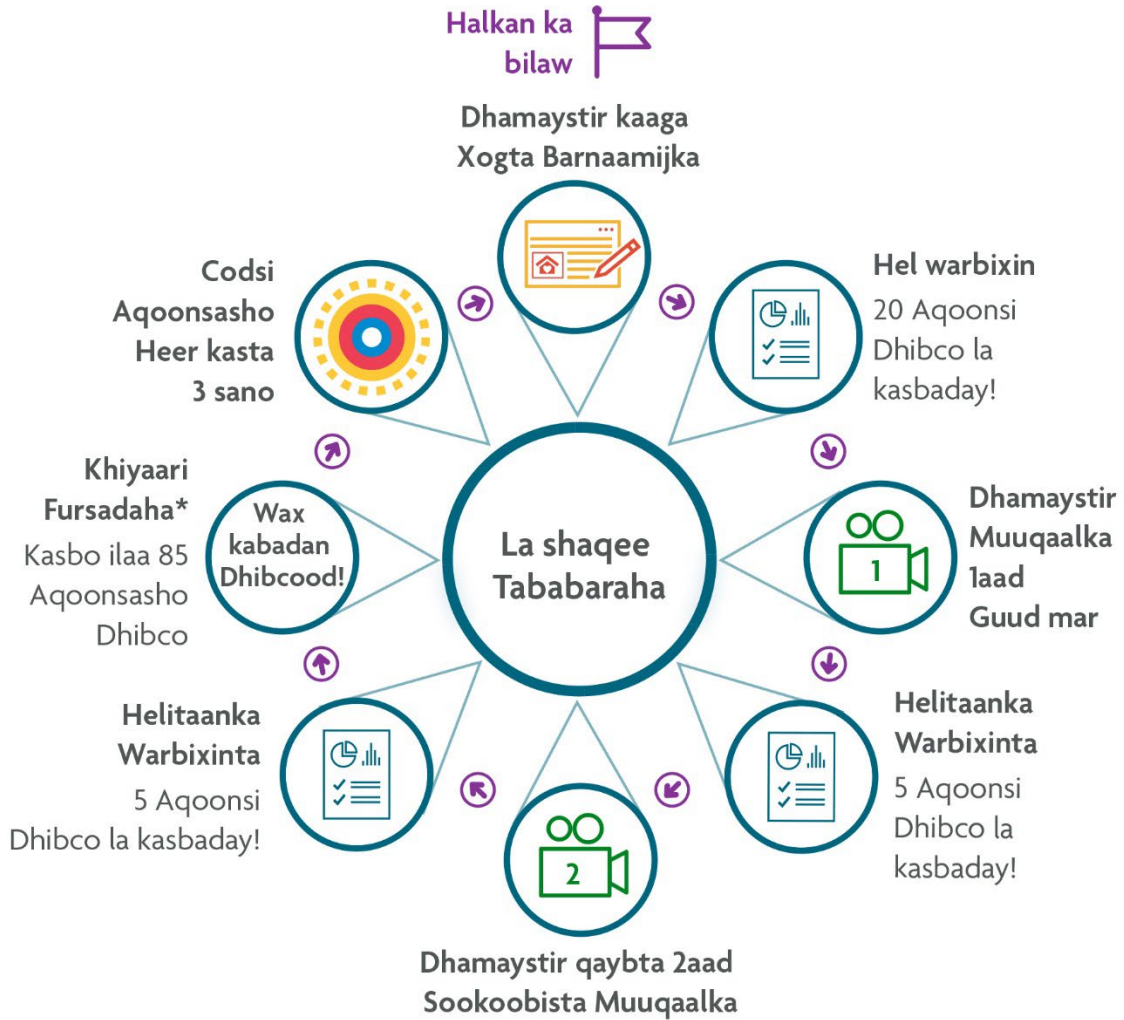 Halkan ka
bilaw
Dhamaystir kaaga
Xogta Barnaamijka
Hel warbixin
20 Aqoonsi
Dhibco la
kasbaday!
Dhamaystir
Muuqaalka
1aad
Guud mar
1
Helitaanka
Warbixinta
5 Aqoonsi
Dhibco la
kasbaday!
2
Dhamaystir qaybta 2aad
Sookoobista Muuqaalka
Helitaanka
Warbixinta
5 Aqoonsi
Dhibco la kasbaday!
Khiyaari
Fursadaha*
Kasbo ilaa 85
Aqoonsasho
Dhibco
Wax
kabadan
Dhibcood!
Codsi
Aqoonsasho
Heer kasta
3 sano
La shaqee
Tababaraha